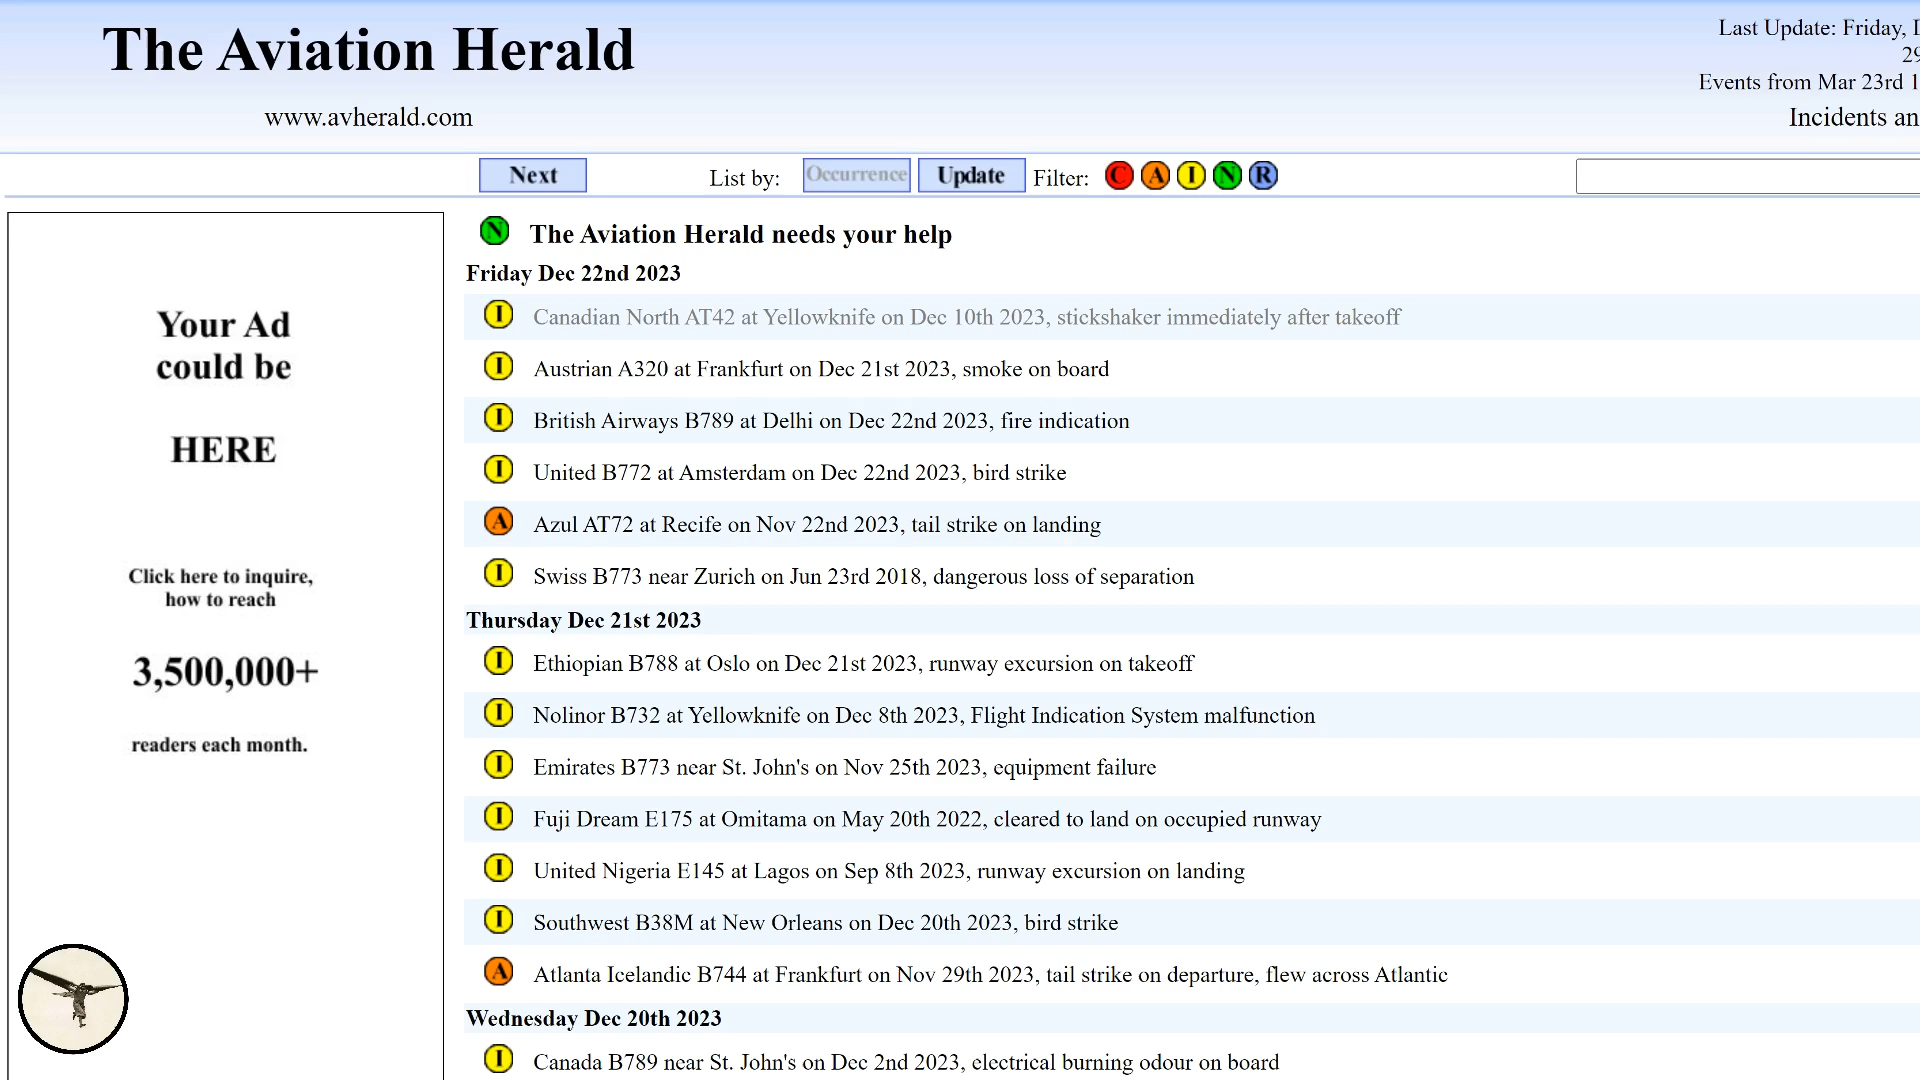 The Aviation Herald
www.avherald.com
Last Update: Friday,
29
Events from Mar 23rd 1
Incidents an
Next
List by:
Occurrence
Update
Filter:
C A I N R
Your Ad
could be
HERE
Click here to inquire,
how to reach
3,500,000+
readers each month.
N The Aviation Herald needs your help
Friday Dec 22nd 2023
I Canadian North AT42 at Yellowknife on Dec 10th 2023, stickshaker immediately after takeoff
I Austrian A320 at Frankfurt on Dec 21st 2023, smoke on board
I British Airways B789 at Delhi on Dec 22nd 2023, fire indication
I United B772 at Amsterdam on Dec 22nd 2023, bird strike
A Azul AT72 at Recife on Nov 22nd 2023, tail strike on landing
I Swiss B773 near Zurich on Jun 23rd 2018, dangerous loss of separation
Thursday Dec 21st 2023
I Ethiopian B788 at Oslo on Dec 21st 2023, runway excursion on takeoff
I Nolinor B732 at Yellowknife on Dec 8th 2023, Flight Indication System malfunction
I Emirates B773 near St. John's on Nov 25th 2023, equipment failure
I Fuji Dream E175 at Omitama on May 20th 2022, cleared to land on occupied runway
I United Nigeria E145 at Lagos on Sep 8th 2023, runway excursion on landing
I Southwest B38M at New Orleans on Dec 20th 2023, bird strike
A Atlanta Icelandic B744 at Frankfurt on Nov 29th 2023, tail strike on departure, flew across Atlantic
Wednesday Dec 20th 2023
I Canada B789 near St. John's on Dec 2nd 2023, electrical burning odour on board